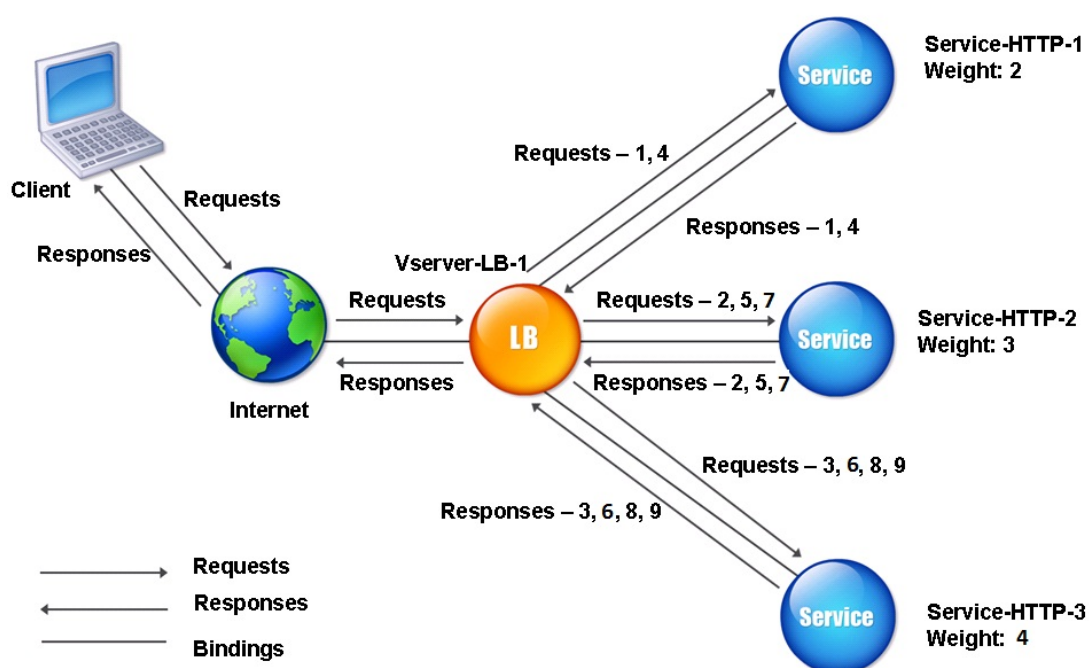 Service-HTTP-1
Weight: 2
Service
Requests – 1, 4
Client
Requests
Responses
Responses – 1, 4
Vserver-LB-1
Requests
Requests – 2, 5, 7
Service-HTTP-2
Weight: 3
LB
Service
Responses
Responses – 2, 5, 7
Internet
Requests – 3, 6, 8, 9
Responses – 3, 6, 8, 9
Requests
Responses
Bindings
Service
Service-HTTP-3
Weight: 4